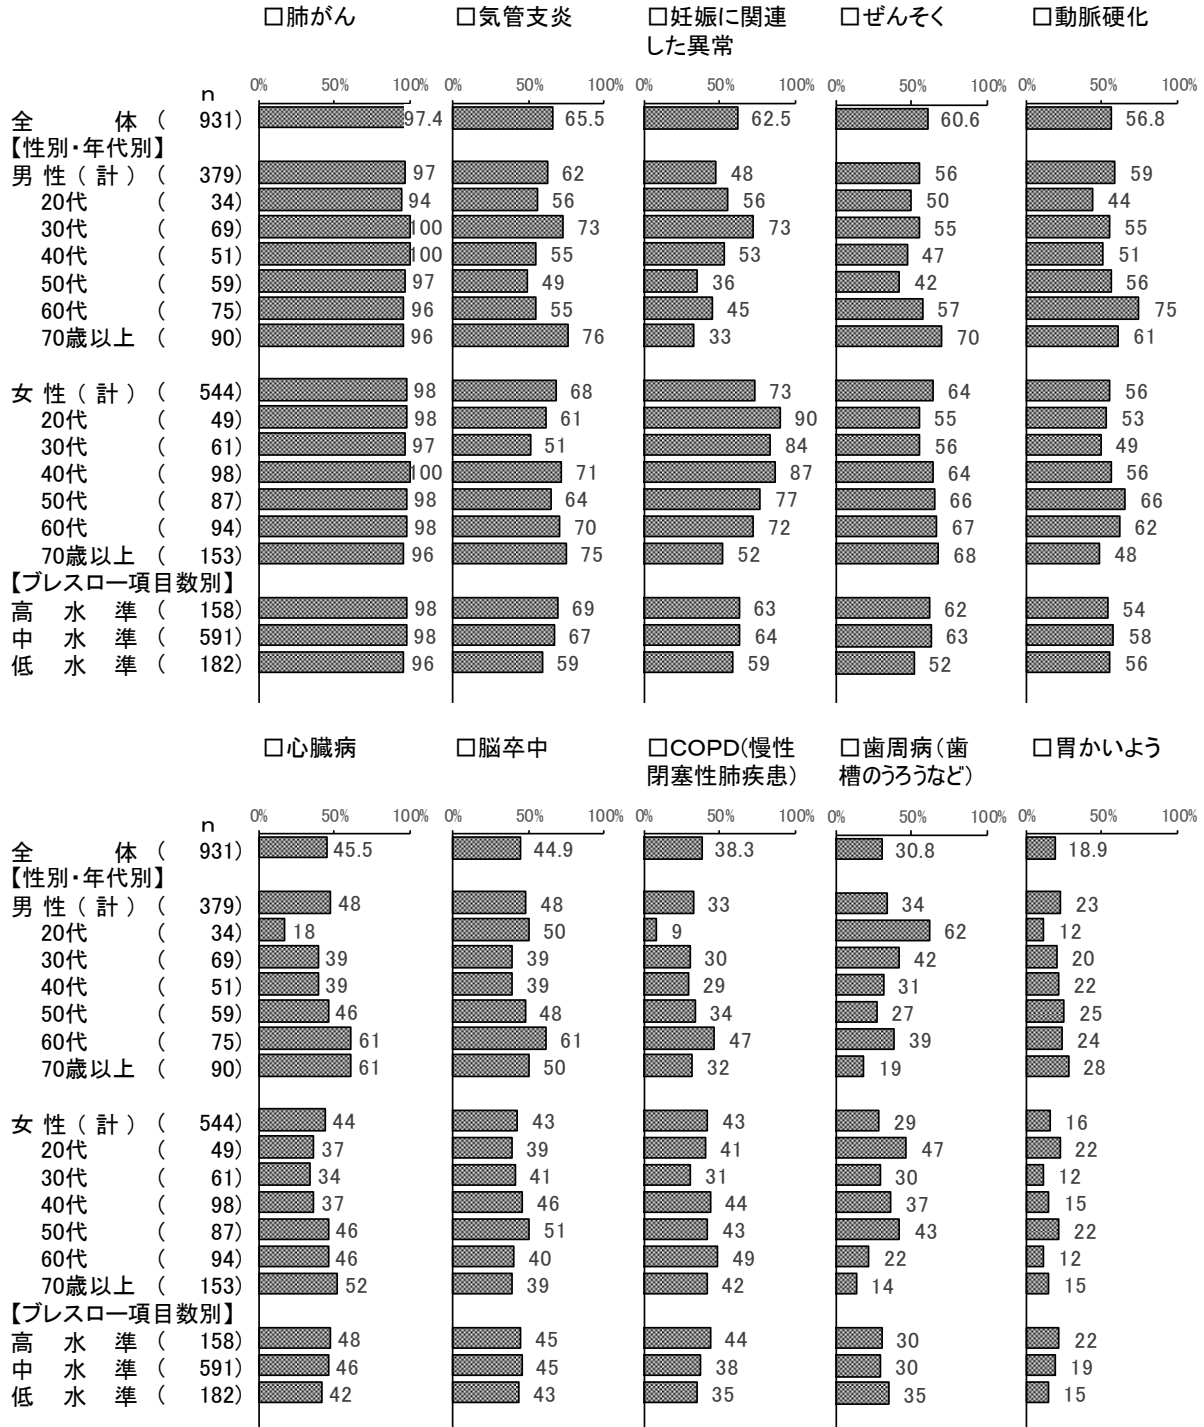 □肺がん □気管支炎 □妊娠に関連 □ぜんそく □動脈硬化
した異常
0% 50% 100% 0% 50% 100% 0% 50% 100% 0% 50% 100% 0% 50% 100%
n
全体( 931) 97.4 65.5 62.5 60.6 56.8
【性別・年代別】
男性(計)( 379) 97 62 48 56 59
20代 ( 34) 94 56 56 50 44
30代 ( 69) 100 73 73 55 55
40代 ( 51) 100 55 53 47 51
50代 ( 59) 97 49 36 42 56
60代 ( 75) 96 55 45 57 75
70歳以上 ( 90) 96 76 33 70 61
女性(計)( 544) 98 68 73 64 56
20代 ( 49) 98 61 90 55 53
30代 ( 61) 97 51 84 56 49
40代 ( 98) 100 71 87 64 56
50代 ( 87) 98 64 77 66 66
60代 ( 94) 98 70 72 67 62
70歳以上 ( 153) 96 75 52 68 48
【ブレスロー項目数別】
高水準( 158) 98 69 63 62 54
中水準( 591) 98 67 64 63 58
低水準( 182) 96 59 59 52 56
□心臓病 □脳卒中 □COPD(慢性 □歯周病(歯 □胃かいよう
閉塞性肺疾患) 槽のうろうなど)
0% 50% 100% 0% 50% 100% 0% 50% 100% 0% 50% 100% 0% 50% 100%
n
全体( 931) 45.5 44.9 38.3 30.8 18.9
【性別・年代別】
男性(計)( 379) 48 48 33 34 23
20代 ( 34) 18 50 9 62 12
30代 ( 69) 39 39 30 42 20
40代 ( 51) 39 39 29 31 22
50代 ( 59) 46 48 34 27 25
60代 ( 75) 61 61 47 39 24
70歳以上 ( 90) 61 50 32 19 28
女性(計)( 544) 44 43 43 29 16
20代 ( 49) 37 39 41 47 22
30代 ( 61) 34 41 31 30 12
40代 ( 98) 37 46 44 37 15
50代 ( 87) 46 51 43 43 22
60代 ( 94) 46 40 49 22 12
70歳以上 ( 153) 52 39 42 14 15
【ブレスロー項目数別】
高水準( 158) 48 45 44 30 22
中水準( 591) 46 45 38 30 19
低水準( 182) 42 43 35 35 15